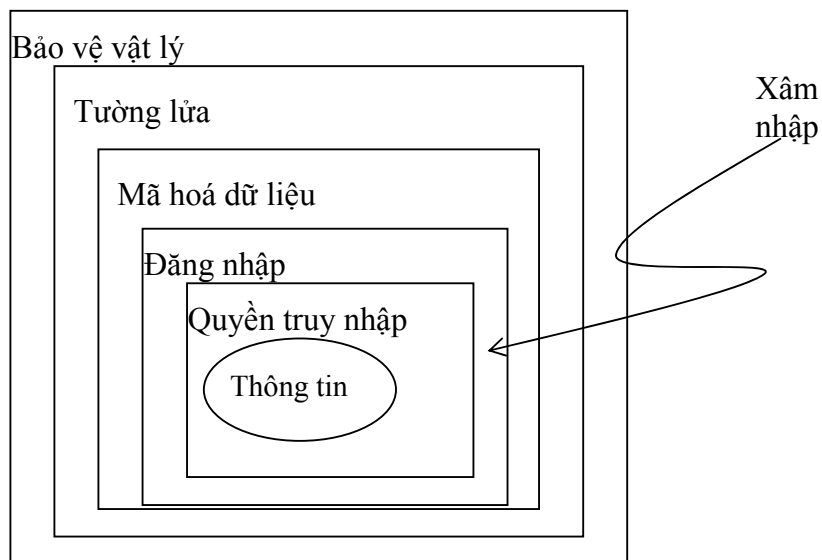 Bảo vệ vật lý
Tường lửa
Mã hoá dữ liệu
Đăng nhập
Quyền truy nhập
Thông tin
Xâm
nhập